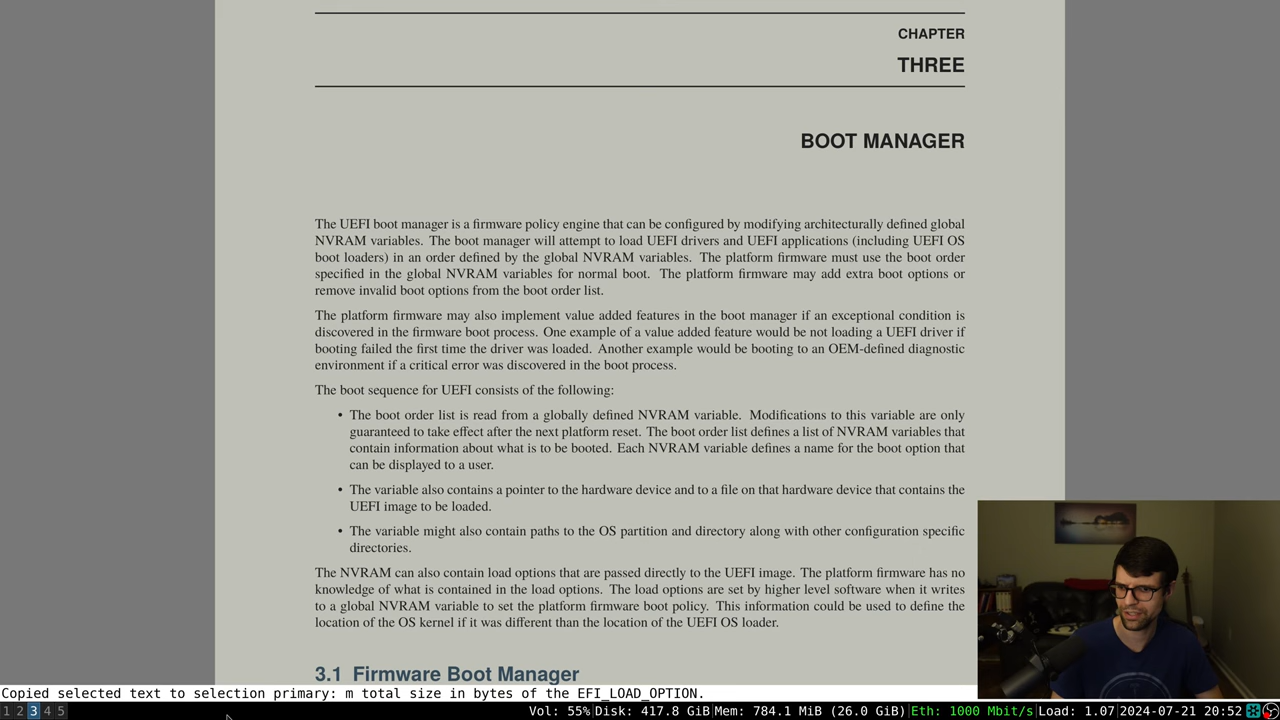 CHAPTER
THREE
BOOT MANAGER
The UEFI boot manager is a firmware policy engine that can be configured by modifying architecturally defined global
NVRAM variables. The boot manager will attempt to load UEFI drivers and UEFI applications (including UEFI OS
boot loaders) in an order defined by the global NVRAM variables. The platform firmware must use the boot order
specified in the global NVRAM variables for normal boot. The platform firmware may add extra boot options or
remove invalid boot options from the boot order list.
The platform firmware may also implement value added features in the boot manager if an exceptional condition is
discovered in the firmware boot process. One example of a value added feature would be not loading a UEFI driver if
booting failed the first time the driver was loaded. Another example would be booting to an OEM-defined diagnostic
environment if a critical error was discovered in the boot process.
The boot sequence for UEFI consists of the following:
• The boot order list is read from a globally defined NVRAM variable. Modifications to this variable are only
guaranteed to take effect after the next platform reset. The boot order list defines a list of NVRAM variables that
contain information about what is to be booted. Each NVRAM variable defines a name for the boot option that
can be displayed to a user.
• The variable also contains a pointer to the hardware device and to a file on that hardware device that contains the
UEFI image to be loaded.
• The variable might also contain paths to the OS partition and directory along with other configuration specific
directories.
The NVRAM can also contain load options that are passed directly to the UEFI image. The platform firmware has no
knowledge of what is contained in the load options. The load options are set by higher level software when it writes
to a global NVRAM variable to set the platform firmware boot policy. This information could be used to define the
location of the OS kernel if it was different than the location of the UEFI OS loader.
3.1 Firmware Boot Manager
Copied selected text to selection primary: m total size in bytes of the EFI_LOAD_OPTION.
1 2 3 4 5 Vol: 55%|Disk: 417.8 GiB|Mem: 784.1 MiB (26.0 GiB)|Eth: 1000 Mbit/s|Load: 1.07|2024-07-21 20:52